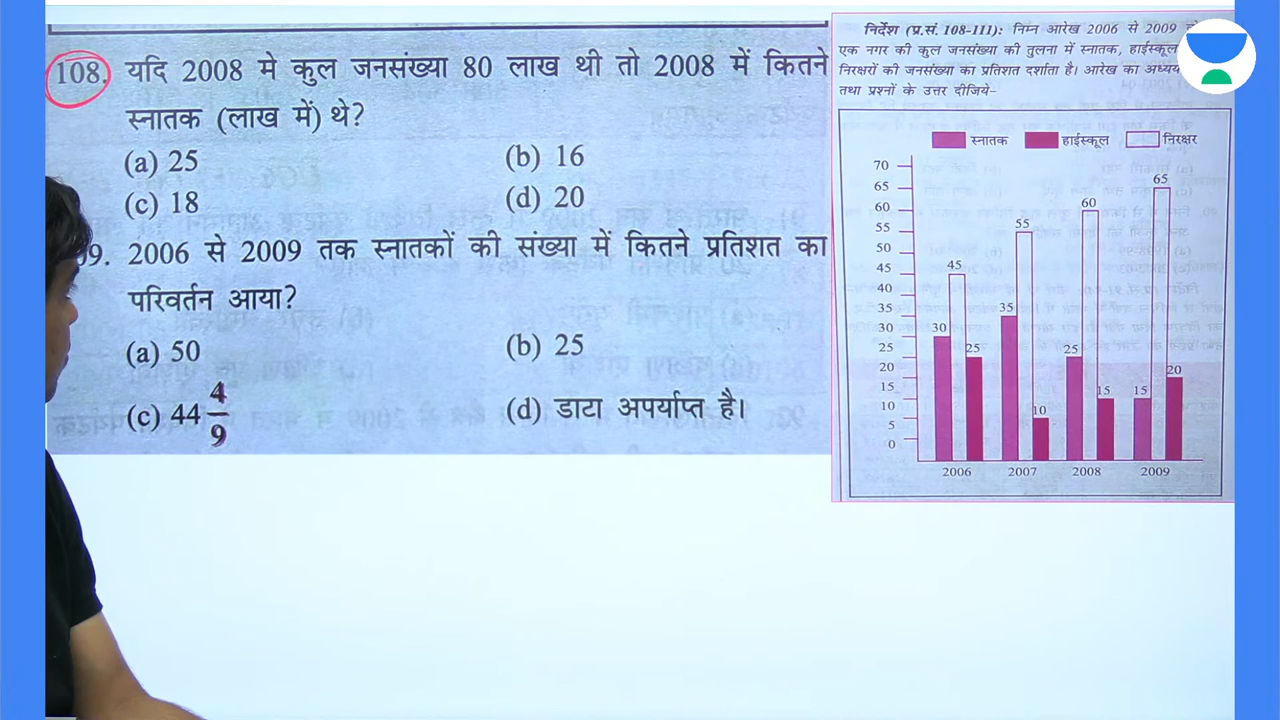 108. यदि 2008 मे कुल जनसंख्या 80 लाख थी तो 2008 में कितने
स्नातक (लाख में) थे?
(a) 25 (b) 16
(c) 18 (d) 20
9. 2006 से 2009 तक स्नातकों की संख्या में कितने प्रतिशत का
परिवर्तन आया?
(a) 50 (b) 25
(c) 44 4/9 (d) डाटा अपर्याप्त है।
निर्देश (प्र.सं. 108-111): निम्न आरेख 2006 से 2009
एक नगर की कुल जनसंख्या की तुलना में स्नातक, हाईस्कूल
निरक्षरों की जनसंख्या का प्रतिशत दर्शाता है। आरेख का
तथा प्रश्नों के उत्तर दीजिये-
स्नातक हाईस्कूल निरक्षर
70
65
60
55
50
45
40
35
30
25
20
15
10
5
0
30 45 25
35 55 10
25 60 15
15 65 20
2006 2007 2008 2009